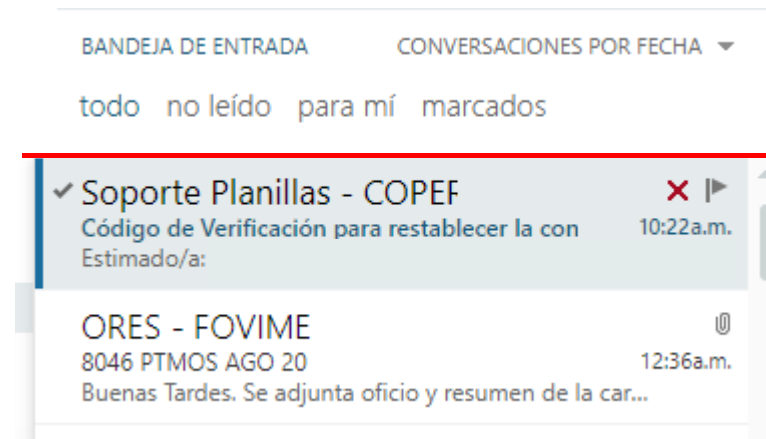 BANDEJA DE ENTRADA CONVERSACIONES POR FECHA
todo no leído para mí marcados
Soporte Planillas - COPER
Código de Verificación para restablecer la con 10:22a.m.
Estimado/a:
ORES - FOVIME
8046 PTMOS AGO 20 12:36a.m.
Buenas Tardes. Se adjunta oficio y resumen de la car...